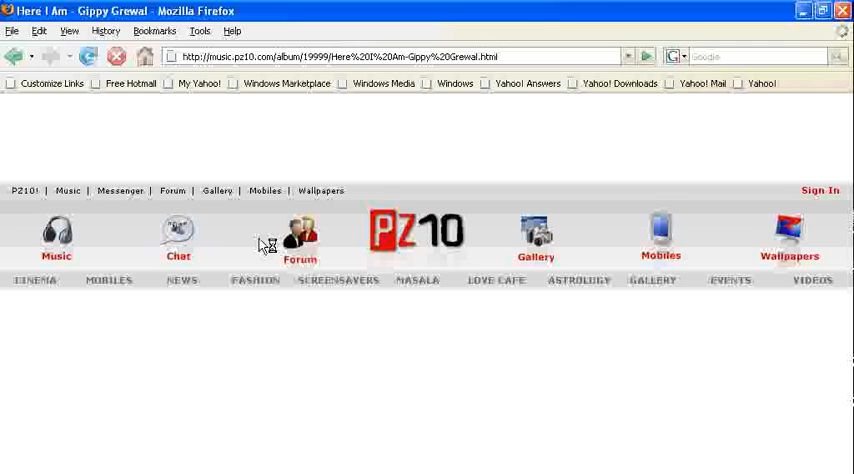 Here I Am - Gippy Grewal - Mozilla Firefox
File Edit View History Bookmarks Tools Help
http://music.pz10.com/album/19999/Here%20I%20Am-Gippy%20Grewal.html G Google
Customize Links Free Hotmail My Yahoo! Windows Marketplace Windows Media Windows Yahoo! Answers Yahoo! Downloads Yahoo! Mail Yahoo!
PZ10! | Music | Messenger | Forum | Gallery | Mobiles | Wallpapers Sign In
PZ10
Music Chat Forum Gallery Mobiles Wallpapers
CINEMA MOBILES NEWS FASHION SCREENSAVERS MASALA LOVE CAFE ASTROLOGY GALLERY EVENTS VIDEOS